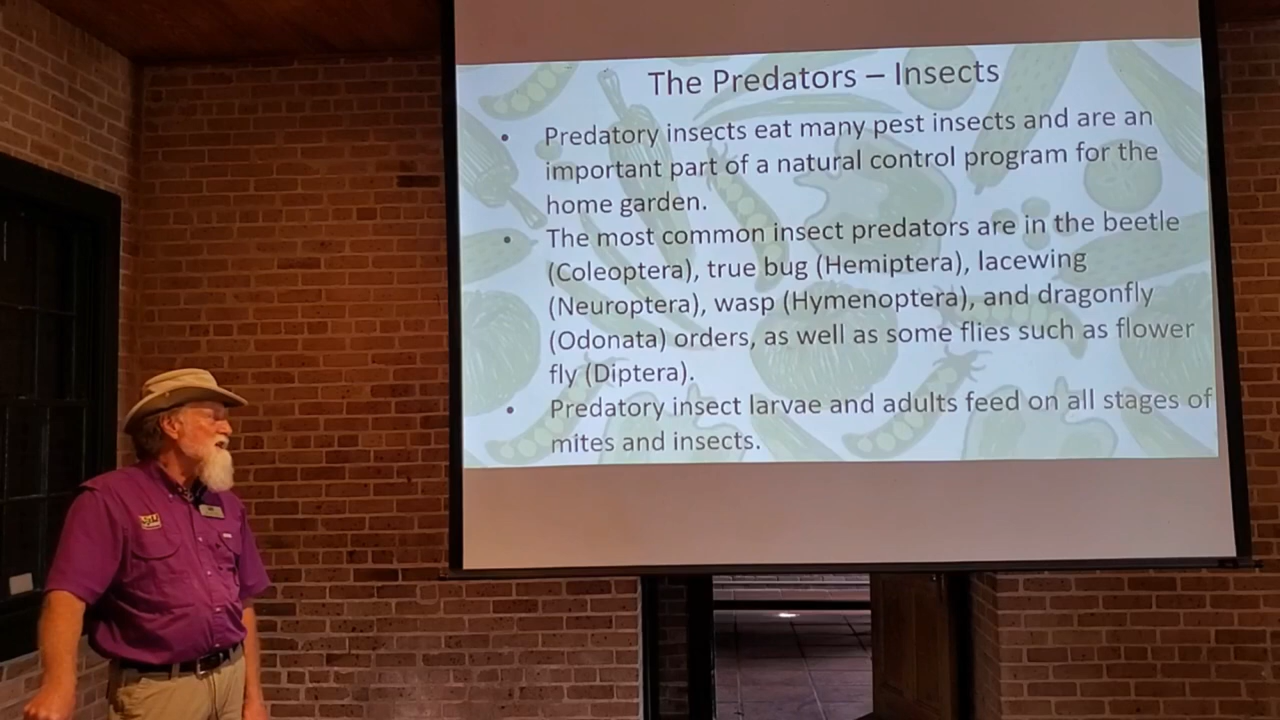 The Predators – Insects
• Predatory insects eat many pest insects and are an
important part of a natural control program for the
home garden.
• The most common insect predators are in the beetle
(Coleoptera), true bug (Hemiptera), lacewing
(Neuroptera), wasp (Hymenoptera), and dragonfly
(Odonata) orders, as well as some flies such as flower
fly (Diptera).
• Predatory insect larvae and adults feed on all stages of
mites and insects.
LSU